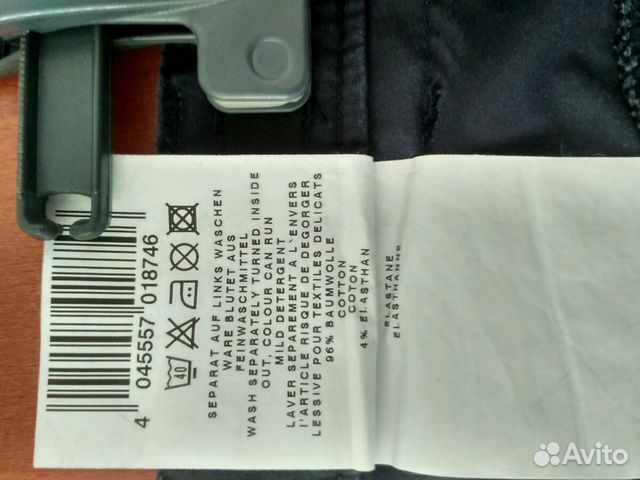 4 045557 018746
40
SEPARAT AUF LINKS WASCHEN
WARE BLUTET AUS
FEINWASCHMITTEL
WASH SEPARATELY TURNED INSIDE
OUT, COLOUR CAN RUN
MILD DETERGENT
LAVER SEPAREMENT A L`ENVERS
l'ARTICLE RISQUE DE DEGORGER
LESSIVE POUR TEXTILES DELICATS
96% BAUMWOLLE
COTTON
COTON
4% ELASTHAN
ELASTANE
ELASTHANNE
Avito